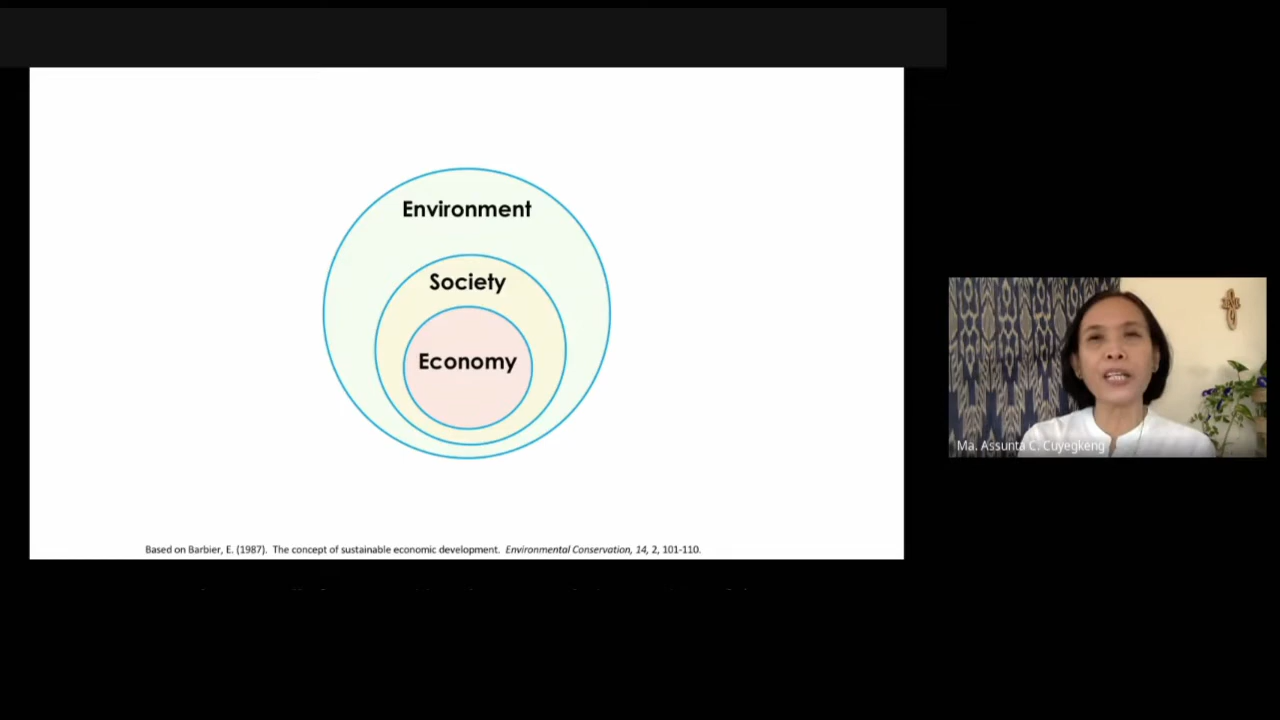 Environment
Society
Economy
Based on Barbier, E. (1987). The concept of sustainable economic development. Environmental Conservation, 14, 2, 101-110.
Ma. Assunta C. Cuyegkeng